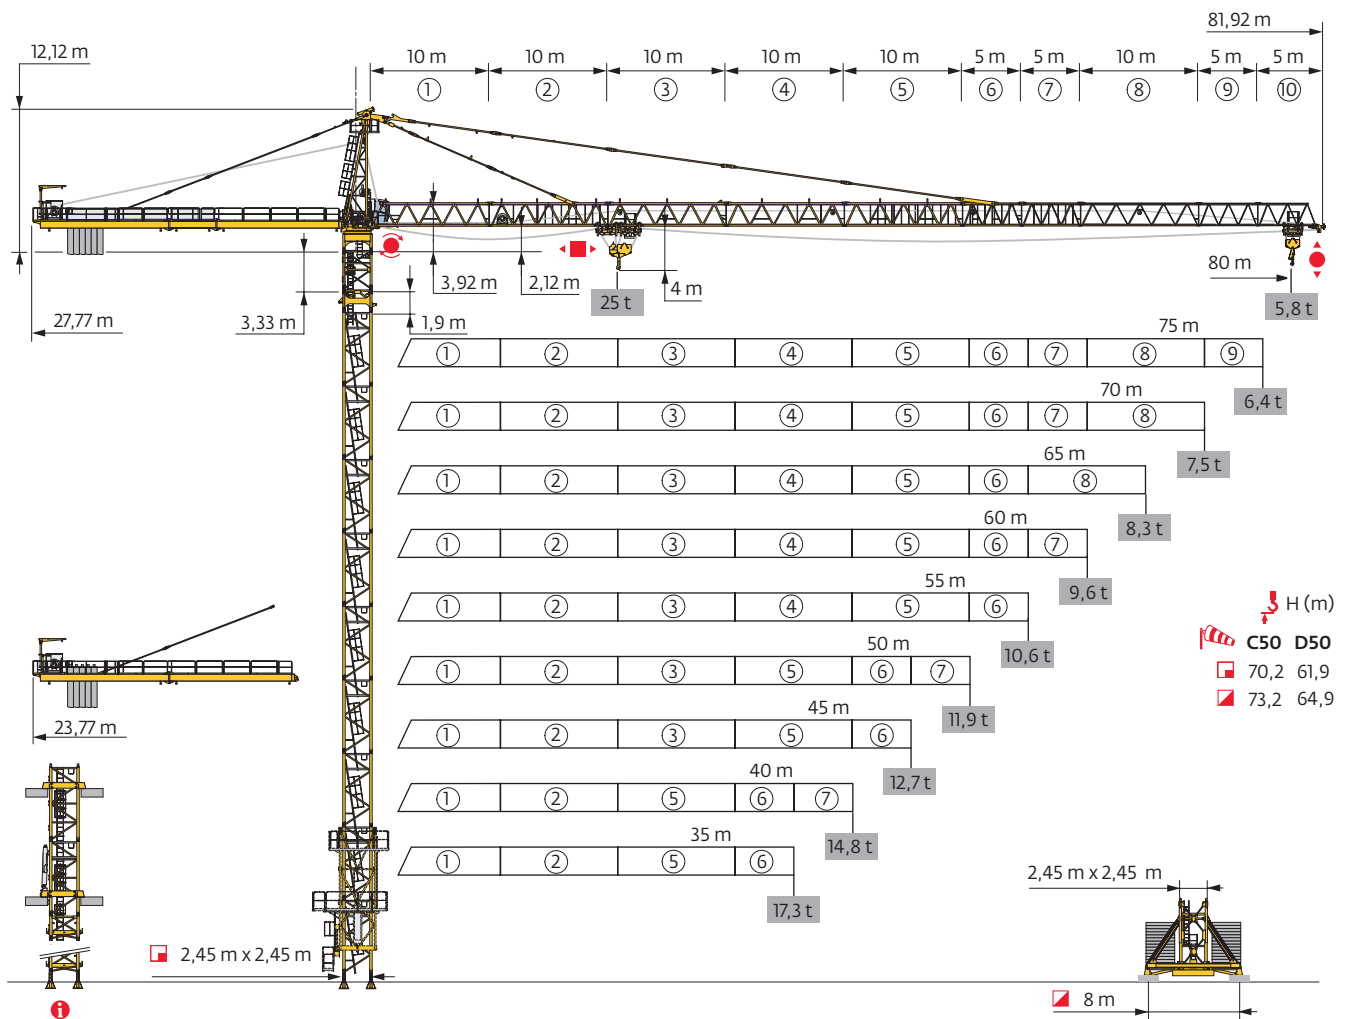 81,92 m
12,12 m
10 m 10 m 10 m 10 m 10 m 5 m 5 m 10 m 5 m 5 m
① ② ③ ④ ⑤ ⑥ ⑦ ⑧ ⑨ ⑩
80 m
3,92 m
2,12 m
4 m
25 t
5,8 t
27,77 m
3,33 m
1,9 m
75 m
① ② ③ ④ ⑤ ⑥ ⑦ ⑧ ⑨
6,4 t
70 m
① ② ③ ④ ⑤ ⑥ ⑦ ⑧
7,5 t
65 m
① ② ③ ④ ⑤ ⑥ ⑧
8,3 t
60 m
① ② ③ ④ ⑤ ⑥ ⑦
9,6 t
55 m
① ② ③ ④ ⑤ ⑥
10,6 t
H (m)
C50 D50
70,2 61,9
73,2 64,9
50 m
① ② ③ ⑤ ⑥ ⑦
11,9 t
23,77 m
45 m
① ② ③ ⑤ ⑥
12,7 t
40 m
① ② ⑤ ⑥ ⑦
14,8 t
35 m
① ② ⑤ ⑥
17,3 t
2,45 m x 2,45 m
2,45 m x 2,45 m
8 m
i